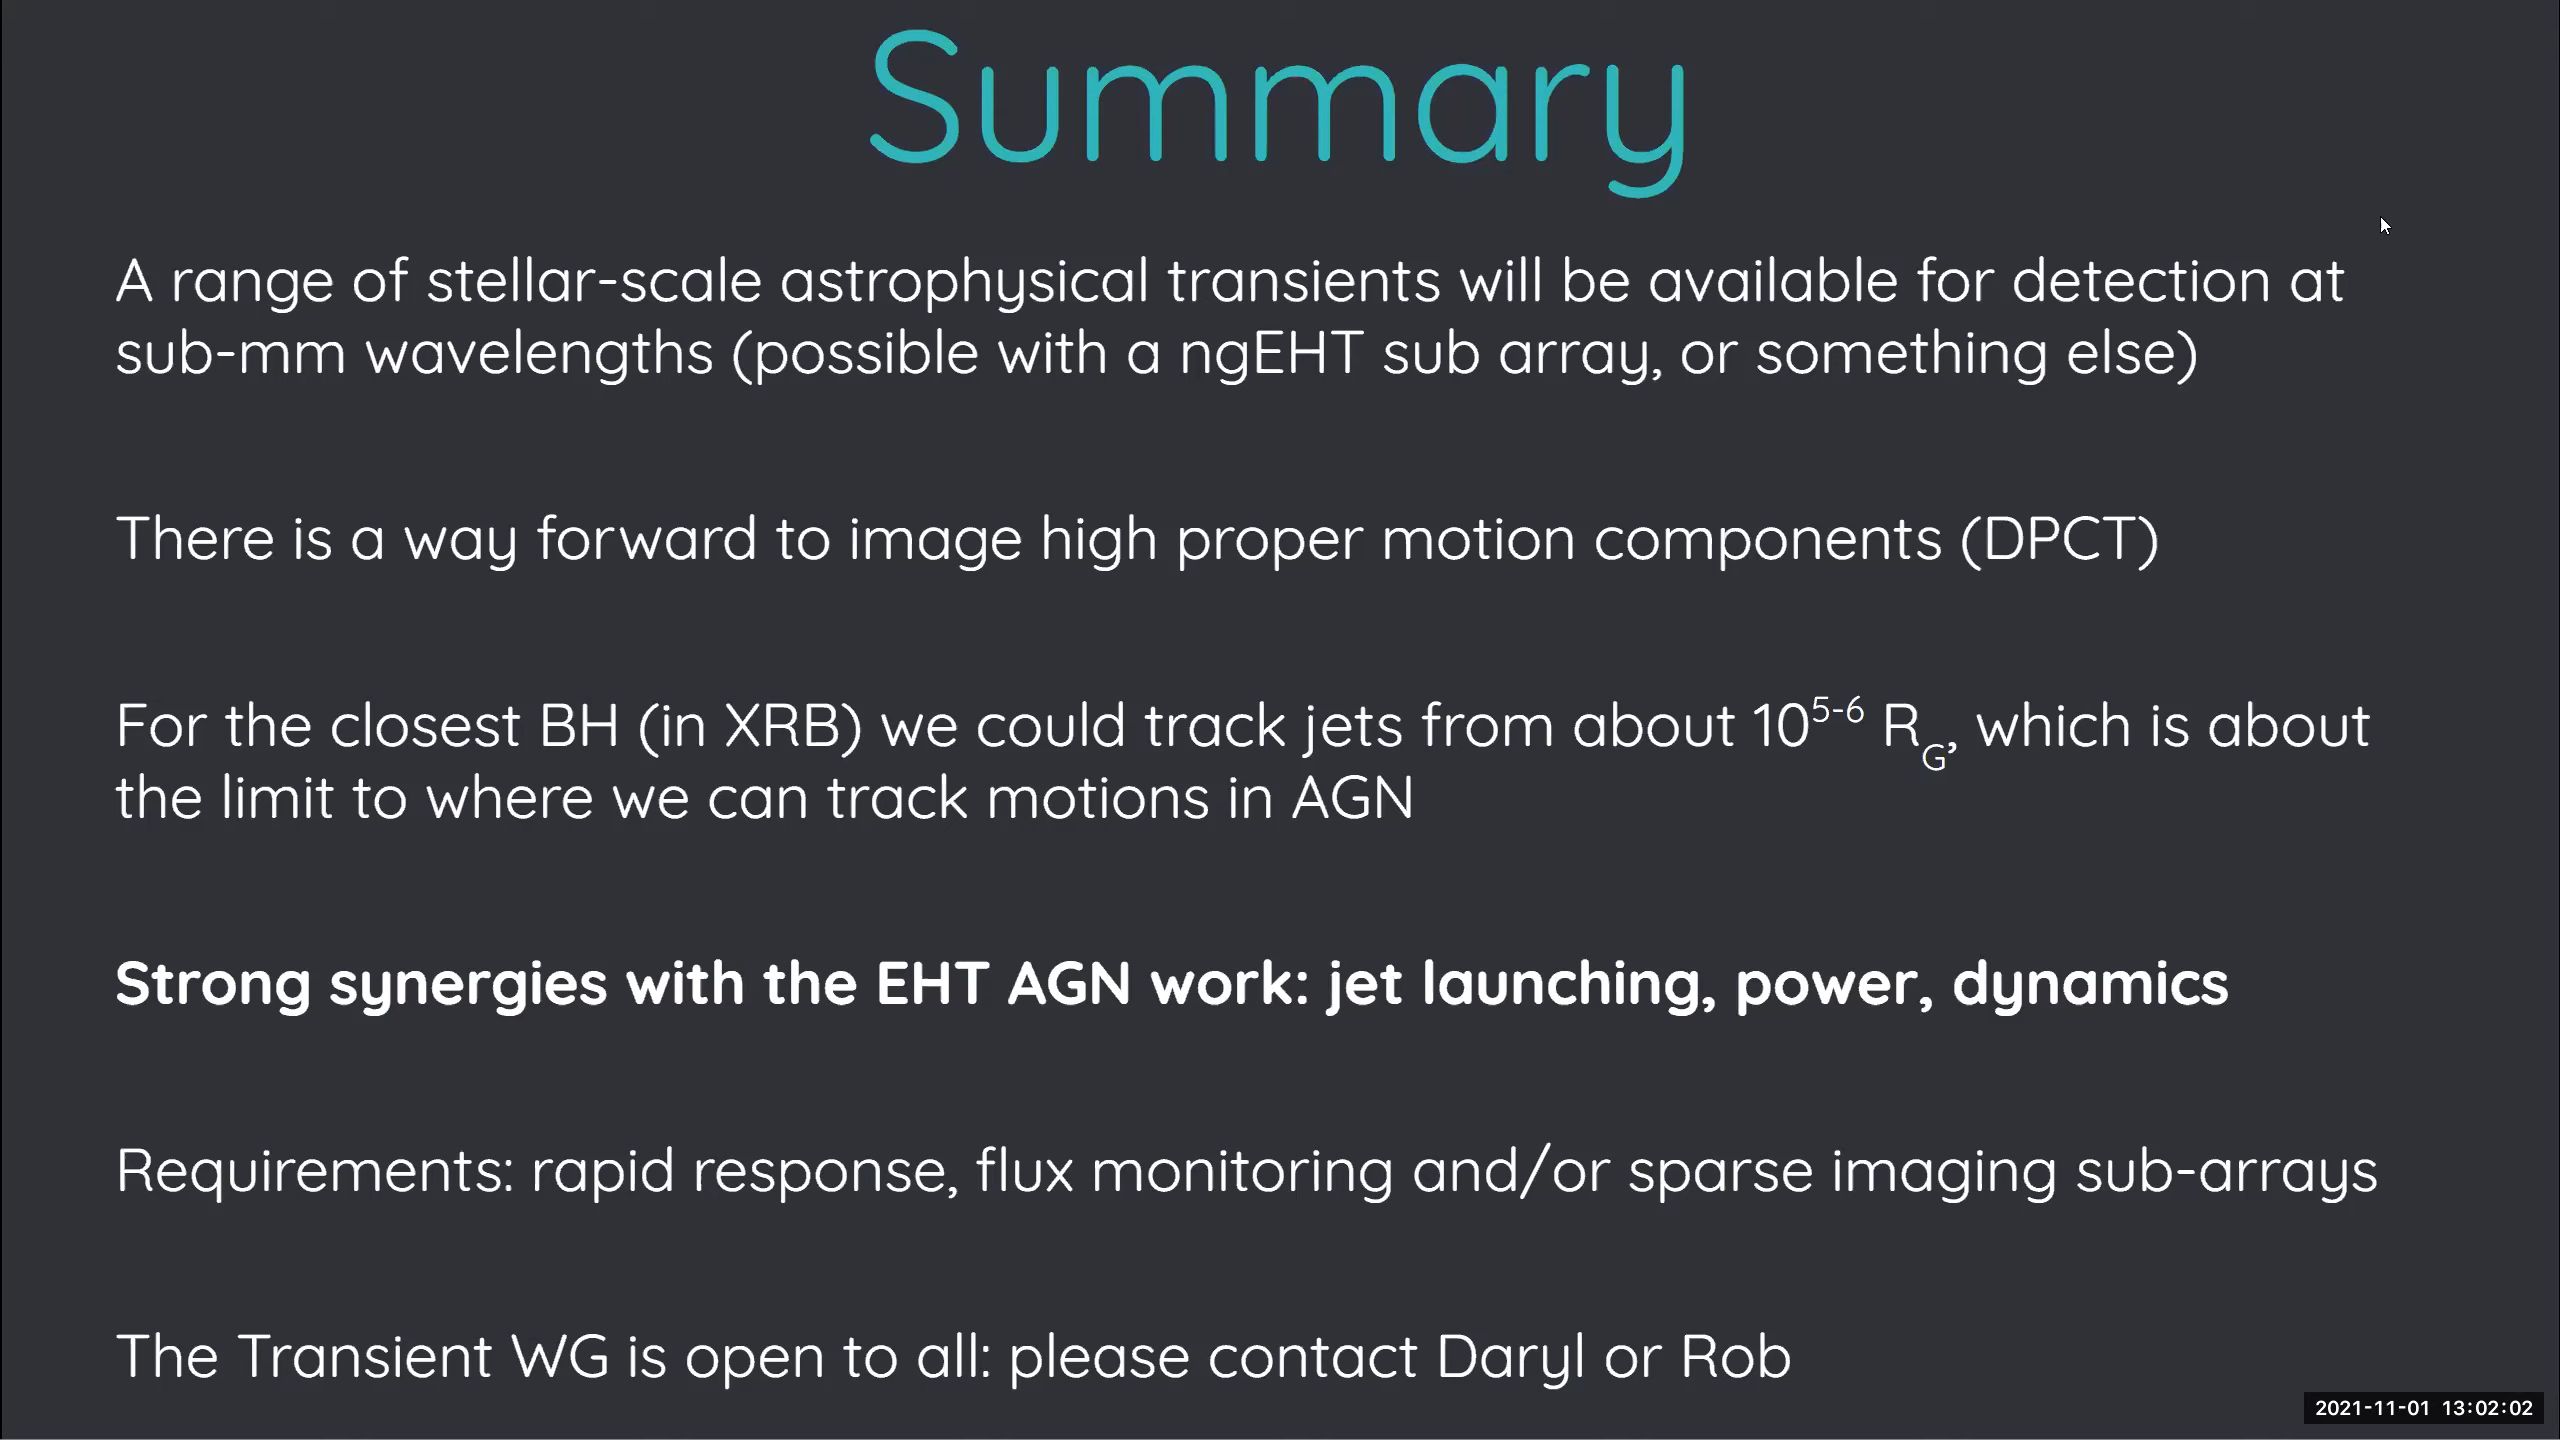 Summary
A range of stellar-scale astrophysical transients will be available for detection at
sub-mm wavelengths (possible with a ngEHT sub array, or something else)
There is a way forward to image high proper motion components (DPCT)
For the closest BH (in XRB) we could track jets from about 10^5-6 R_G, which is about
the limit to where we can track motions in AGN
Strong synergies with the EHT AGN work: jet launching, power, dynamics
Requirements: rapid response, flux monitoring and/or sparse imaging sub-arrays
The Transient WG is open to all: please contact Daryl or Rob
2021-11-01 13:02:02